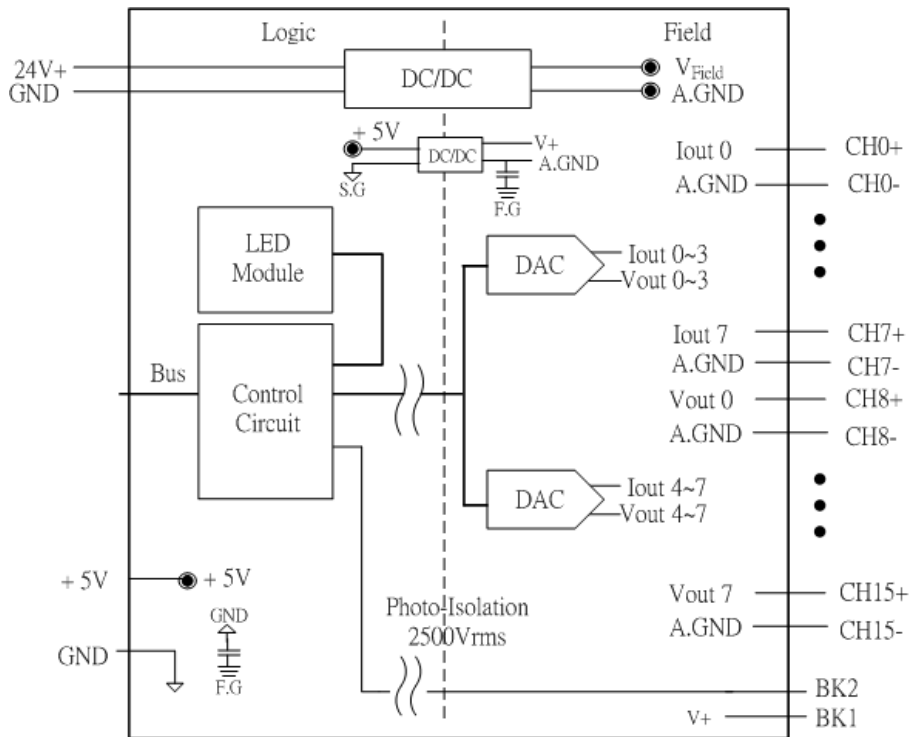 Logic
Field
24V+
GND
DC/DC
V_Field
A.GND
+ 5V
S.G
DC/DC
V+
A.GND
F.G
Iout 0
CH0+
A.GND
CH0-
LED
Module
DAC
Iout 0~3
Vout 0~3
Bus
Control
Circuit
Iout 7
CH7+
A.GND
CH7-
Vout 0
CH8+
A.GND
CH8-
DAC
Iout 4~7
Vout 4~7
+ 5V
+ 5V
GND
GND
F.G
Photo-Isolation
2500Vrms
Vout 7
CH15+
A.GND
CH15-
BK2
V+
BK1